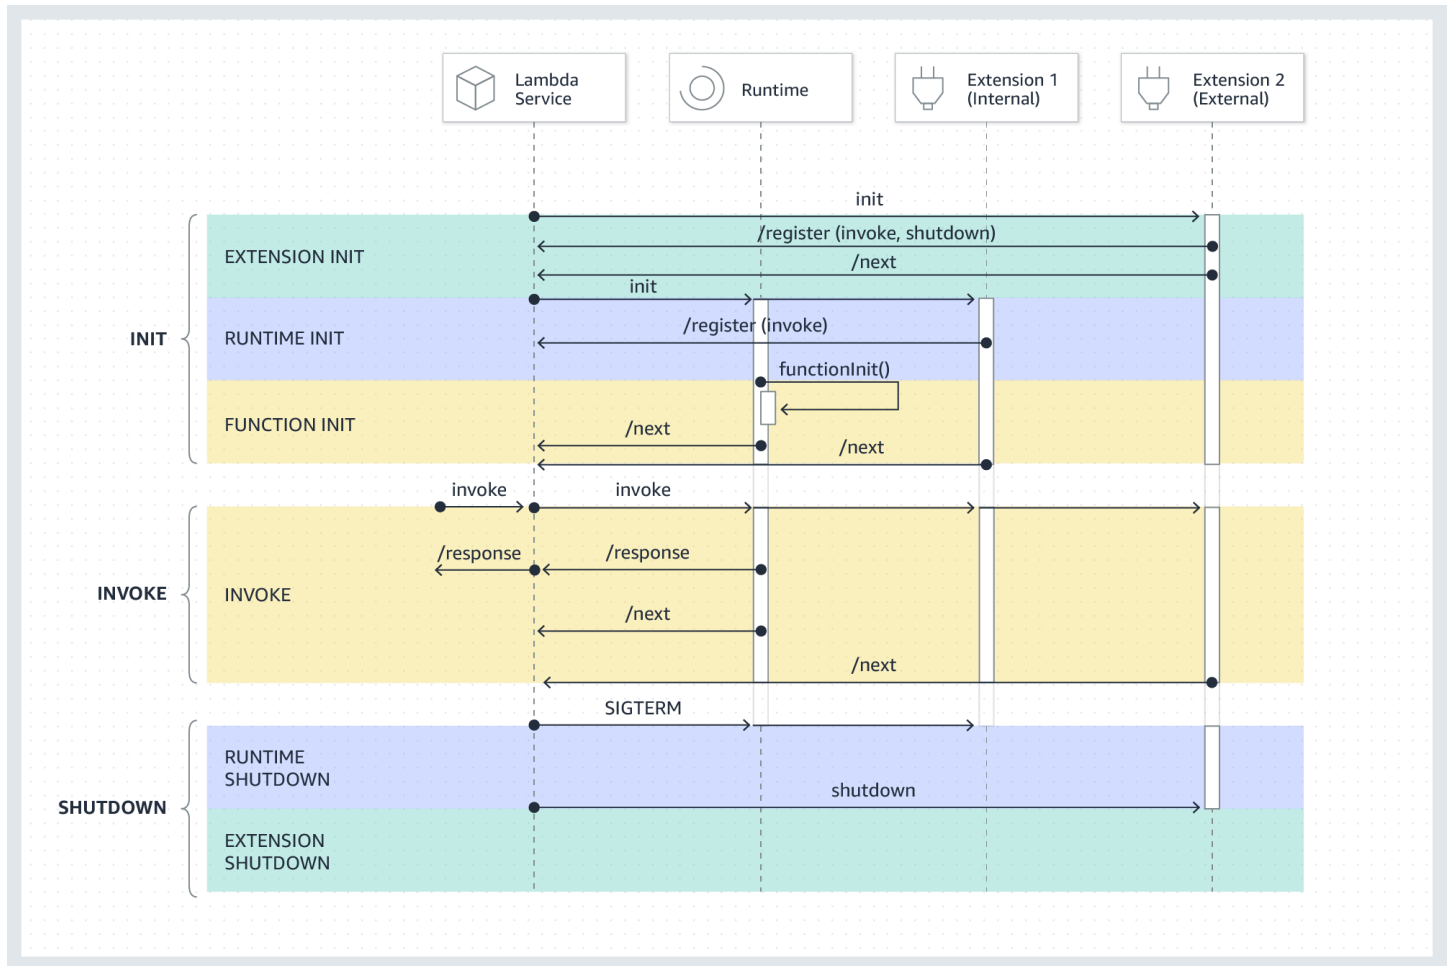 Lambda
Service
Runtime
Extension 1
(Internal)
Extension 2
(External)
init
/register (invoke, shutdown)
EXTENSION INIT
/next
init
/register (invoke)
INIT
RUNTIME INIT
functionInit()
FUNCTION INIT
/next
/next
invoke
invoke
/response
/response
INVOKE
INVOKE
/next
/next
SIGTERM
RUNTIME
SHUTDOWN
shutdown
SHUTDOWN
EXTENSION
SHUTDOWN